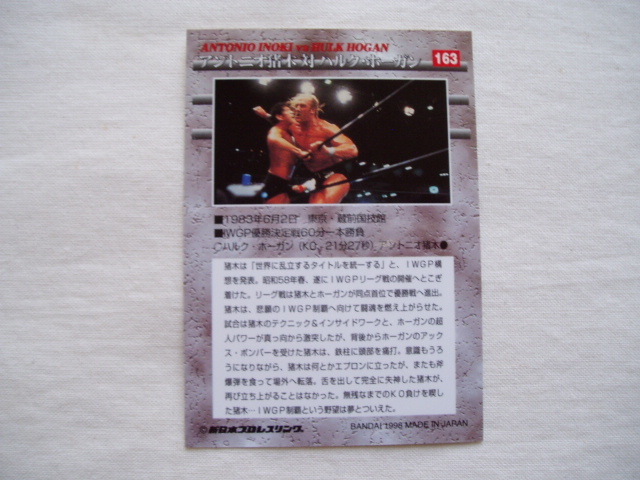 ANTONIO INOKI vs HULK HOGAN
アントニオ猪木対ハルク・ホーガン
163
■1983年6月2日 東京・蔵前国技館
■IWGP優勝決定戦60分一本勝負
○ハルク・ホーガン (KO、21分27秒) アントニオ猪木●
猪木は「世界に乱立するタイトルを統一する」と、IWGP構
想を発表。昭和58年春、遂にIWGPリーグ戦の開催へとこぎ
着けた。リーグ戦は猪木とホーガンが同点首位で優勝戦へ進出。
猪木は、悲願のIWGP制覇へ向けて闘魂を燃え上がらせた。
試合は猪木のテクニック&インサイドワークと、ホーガンの超
人パワーが真っ向から激突したが、背後からホーガンのアック
ス・ボンバーを受けた猪木は、鉄柱に頭部を痛打。意識もうろ
うになりながら、猪木は何とかエプロンに立ったが、またも斧
爆弾を食って場外へ転落。舌を出して完全に失神した猪木が、
再び立ち上がることはなかった。無残なまでのKO負けを喫し
た猪木…IWGP制覇という野望は夢とついえた。
©新日本プロレスリング
BANDAI 1998 MADE IN JAPAN